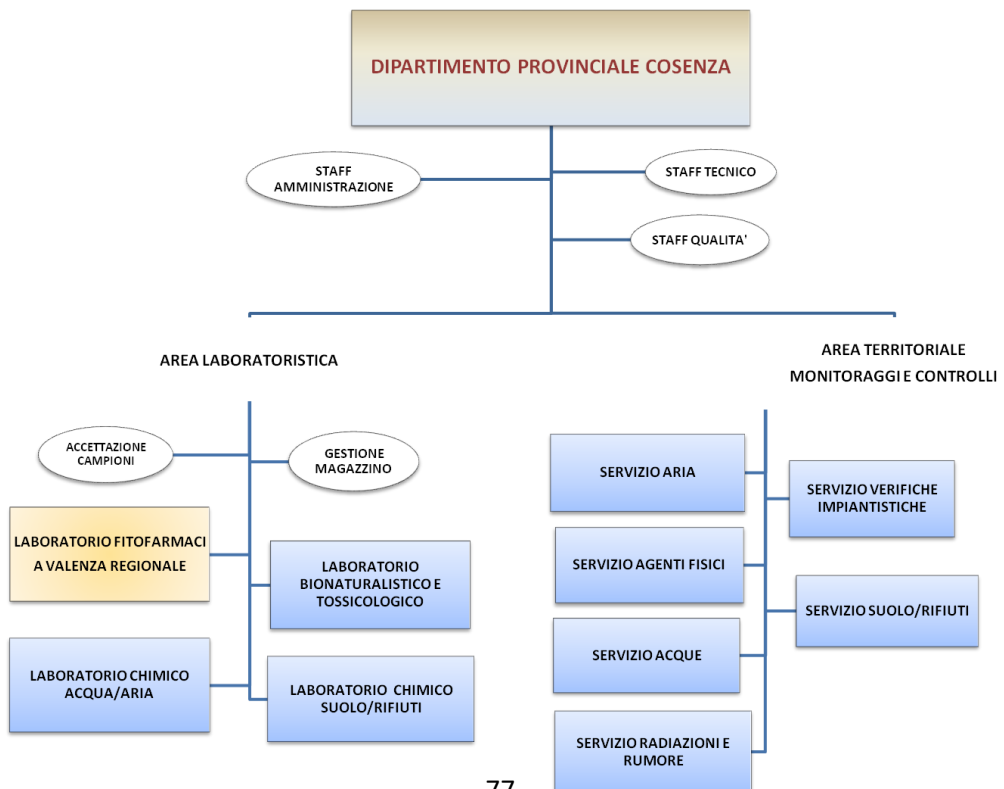 DIPARTIMENTO PROVINCIALE COSENZA
STAFF
AMMINISTRAZIONE
STAFF TECNICO
STAFF QUALITA'
AREA LABORATORISTICA
ACCETTAZIONE
CAMPIONI
GESTIONE
MAGAZZINO
LABORATORIO FITOFARMACI
A VALENZA REGIONALE
LABORATORIO
BIONATURALISTICO E
TOSSICOLOGICO
LABORATORIO CHIMICO
ACQUA/ARIA
LABORATORIO CHIMICO
SUOLO/RIFIUTI
AREA TERRITORIALE
MONITORAGGI E CONTROLLI
SERVIZIO ARIA
SERVIZIO VERIFICHE
IMPIANTISTICHE
SERVIZIO AGENTI FISICI
SERVIZIO SUOLO/RIFIUTI
SERVIZIO ACQUE
SERVIZIO RADIAZIONI E
RUMORE
77